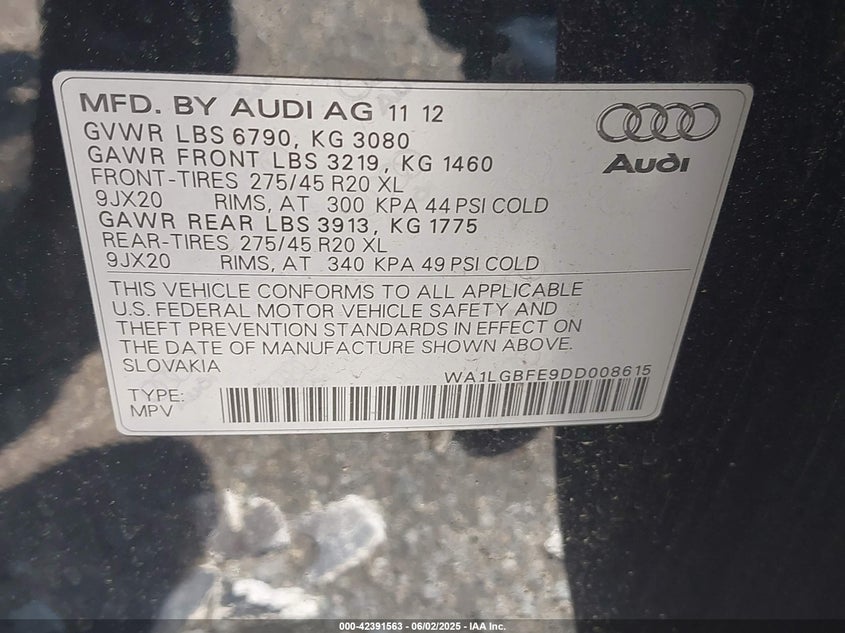 MFD. BY AUDI AG 11 12
GVWR LBS 6790, KG 3080
GAWR FRONT LBS 3219, KG 1460
FRONT-TIRES 275/45 R20 XL
9JX20 RIMS, AT 300 KPA 44 PSI COLD
GAWR REAR LBS 3913, KG 1775
REAR-TIRES 275/45 R20 XL
9JX20 RIMS, AT 340 KPA 49 PSI COLD
Audi
THIS VEHICLE CONFORMS TO ALL APPLICABLE
U.S. FEDERAL MOTOR VEHICLE SAFETY AND
THEFT PREVENTION STANDARDS IN EFFECT ON
THE DATE OF MANUFACTURE SHOWN ABOVE.
SLOVAKIA
WA1LGBFE9DD008615
TYPE:
MPV
000-42391563 - 06/02/2025 - IAA Inc.